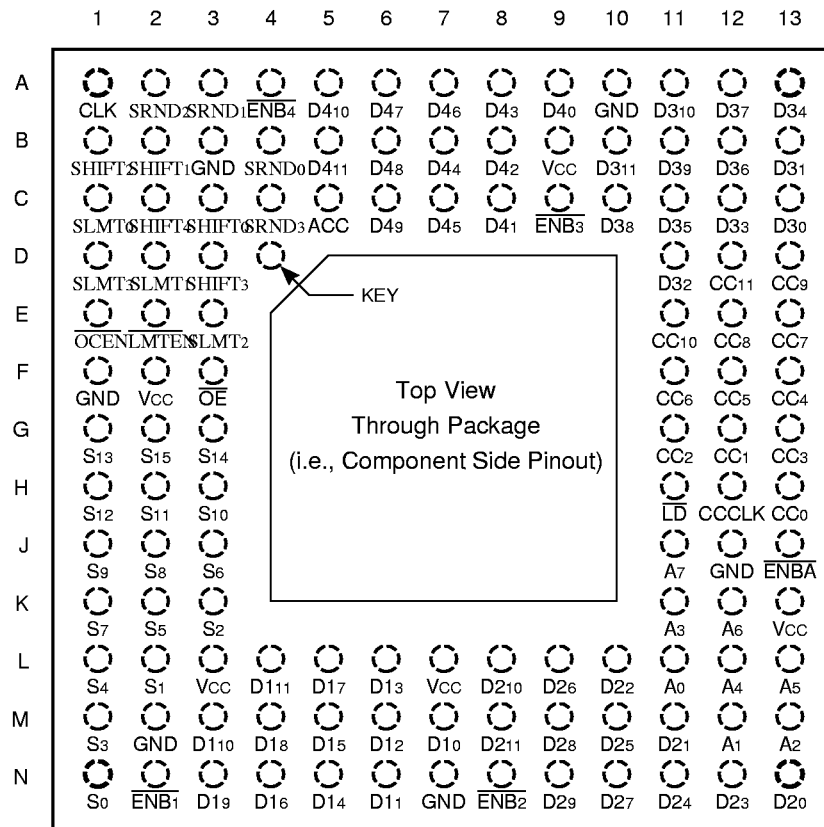 1 2 3 4 5 6 7 8 9 10 11 12 13
A
CLK SRND2 SRND1 ENB4 D410 D47 D46 D43 D40 GND D310 D37 D34
B
SHIFT2 SHIFT1 GND SRND0 D411 D48 D44 D42 VCC D311 D39 D36 D31
C
SLMT0 SHIFT4 SHIFT0 SRND3 ACC D49 D45 D41 ENB3 D38 D35 D33 D30
D
SLMT3 SLMT1 SHIFT3 D32 CC11 CC9
KEY
E
OCEN LMTEN SLMT2 CC10 CC8 CC7
F
GND VCC OE CC6 CC5 CC4
Top View
Through Package
(i.e., Component Side Pinout)
G
S13 S15 S14 CC2 CC1 CC3
H
S12 S11 S10 LD CCCLK CC0
J
S9 S8 S6 A7 GND ENBA
K
S7 S5 S2 A3 A6 VCC
L
S4 S1 VCC D111 D17 D13 VCC D210 D26 D22 A0 A4 A5
M
S3 GND D110 D18 D15 D12 D10 D211 D28 D25 D21 A1 A2
N
S0 ENB1 D19 D16 D14 D11 GND ENB2 D29 D27 D24 D23 D20